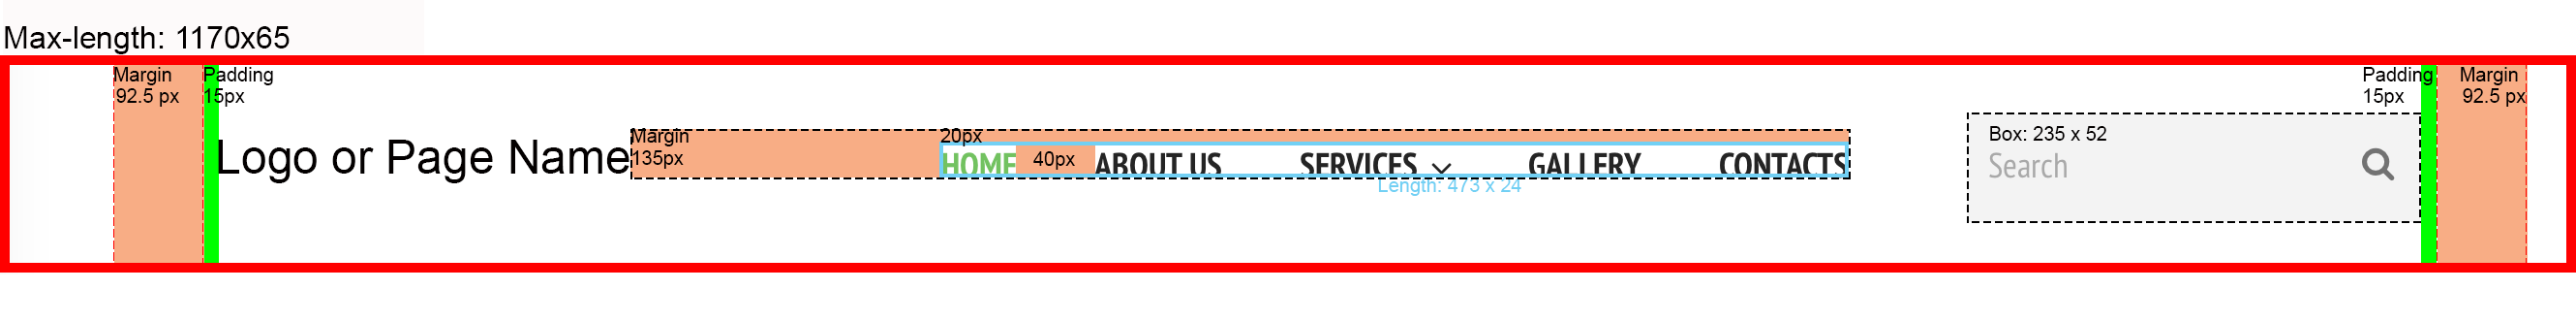 Max-length: 1170x65
Margin
92.5 px
Padding
15px
Padding
15px
Margin
92.5 px
Logo or Page Name
Margin
135px
20px
HOME
40px
ABOUT US
SERVICES
GALLERY
CONTACTS
Length: 473 x 24
Box: 235 x 52
Search